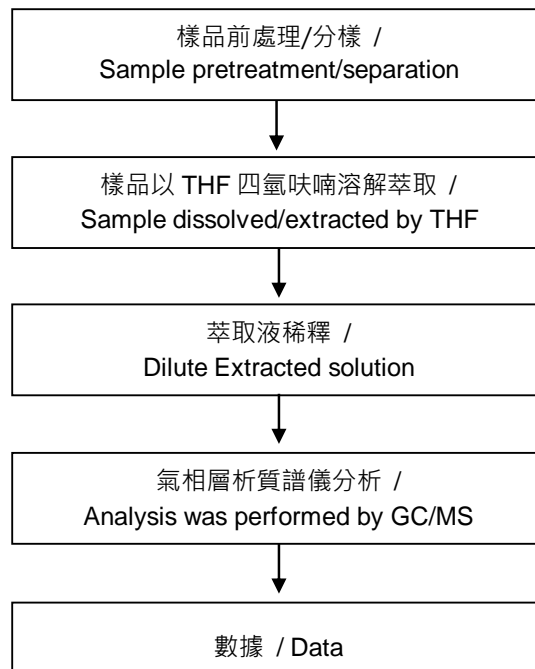 樣品前處理/分樣 /
Sample pretreatment/separation
樣品以 THF 四氫呋喃溶解萃取 /
Sample dissolved/extracted by THF
萃取液稀釋 /
Dilute Extracted solution
氣相層析質譜儀分析 /
Analysis was performed by GC/MS
數據 / Data